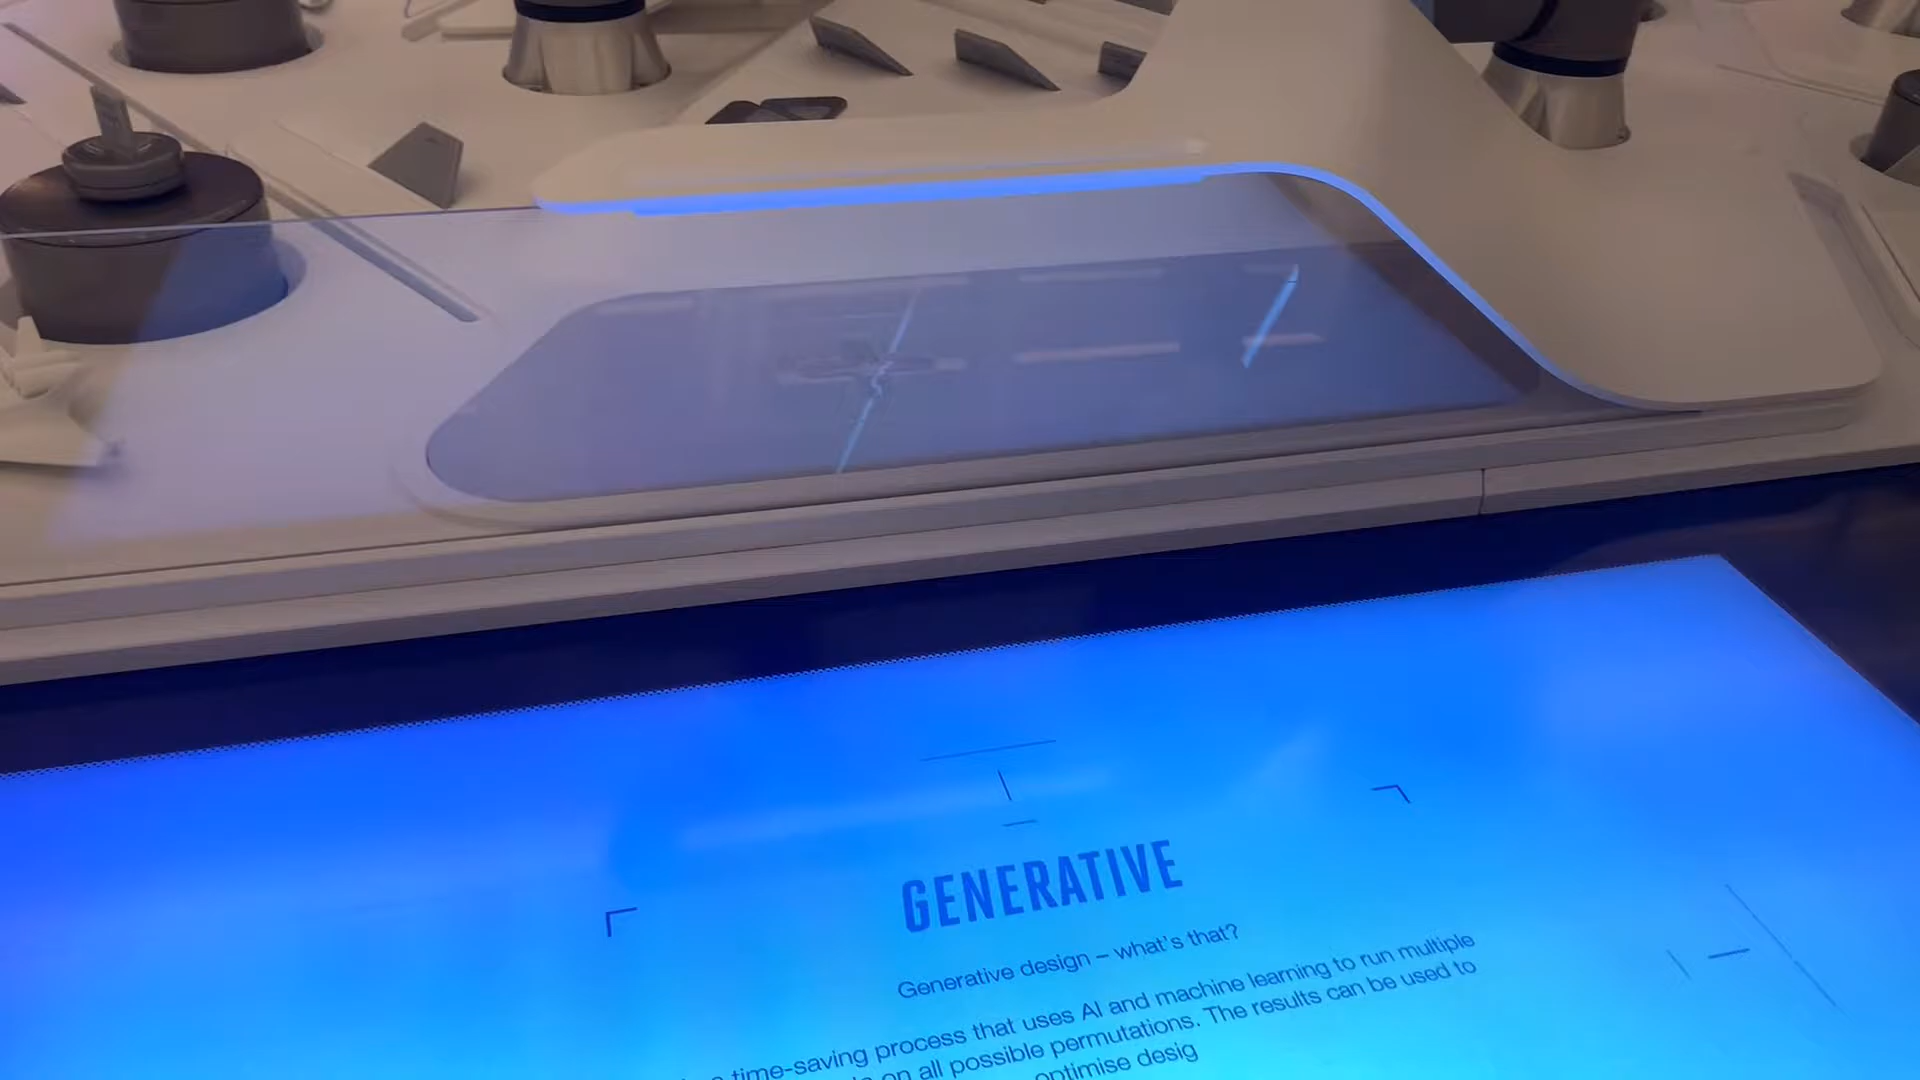 GENERATIVE
Generative design – what's that?
time-saving process that uses AI and machine learning to run multiple
on all possible permutations. The results can be used to
optimise desig